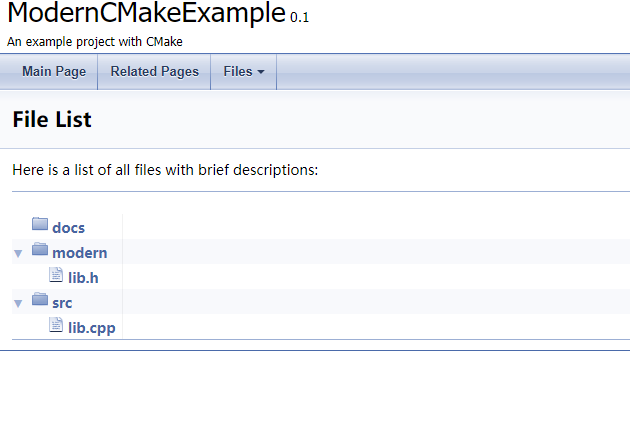 ModernCMakeExample 0.1
An example project with CMake
Main Page Related Pages Files
File List
Here is a list of all files with brief descriptions:
docs
modern
lib.h
src
lib.cpp